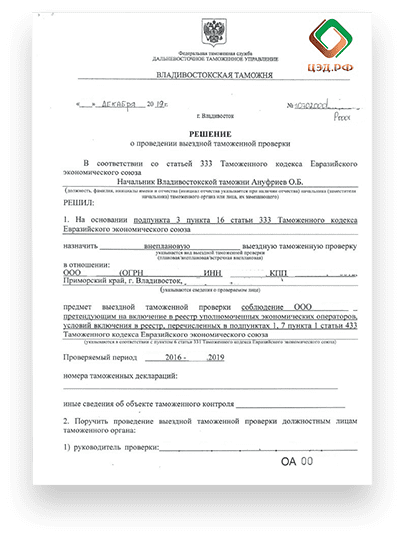 ЦЭД.РФ
Федеральная таможенная служба
ДАЛЬНЕВОСТОЧНОЕ ТАМОЖЕННОЕ УПРАВЛЕНИЕ
ВЛАДИВОСТОКСКАЯ ТАМОЖНЯ
«__» ДЕКАБРЯ 2019г.
№ 10702000/
г. Владивосток
РЕШЕНИЕ
о проведении выездной таможенной проверки
В соответствии со статьей 333 Таможенного кодекса Евразийского
экономического союза
Начальник Владивостокской таможни Ануфриев О.Б.
(должность, фамилия, инициалы имени и отчества (инициал отчества указывается при наличии отчества) начальника (заместителя
начальника) таможенного органа или лица, их замещающего)
РЕШИЛ:
1. На основании подпункта 3 пункта 16 статьи 333 Таможенного кодекса
Евразийского экономического союза
назначить внеплановую выездную таможенную проверку
(указывается вид выездной таможенной проверки)
(плановая/внеплановая/встречная внеплановая)
в отношении:
ООО (ОГРН ИНН КПП ,
Приморский край, г. Владивосток,
(указываются сведения о проверяемом лице)
предмет выездной таможенной проверки соблюдение ООО
претендующим на включение в реестр уполномоченных экономических операторов,
условий включения в реестр, перечисленных в подпунктах 1, 7 пункта 1 статьи 433
Таможенного кодекса Евразийского экономического союза
(указывается в соответствии с пунктом 6 статьи 331 Таможенного кодекса Евразийского экономического союза)
Проверяемый период 2016 - 2019
номера таможенных деклараций:
иные сведения об объекте таможенного контроля
2. Поручить проведение выездной таможенной проверки должностным лицам
таможенного органа:
1) руководитель проверки:
ОА 00